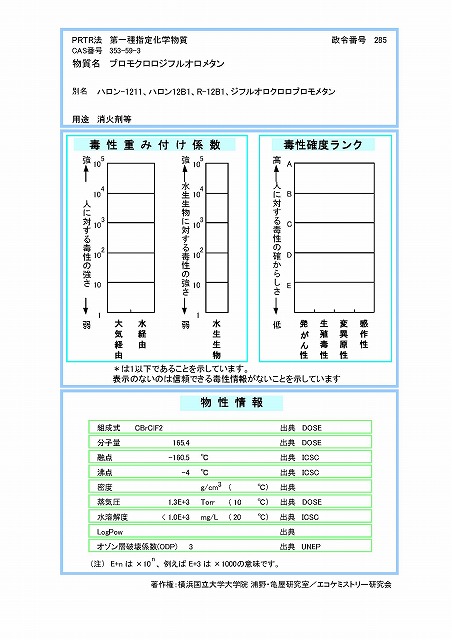 PRTR法 第一種指定化学物質 政令番号 285
CAS番号 353-59-3
物質名 ブロモクロロジフルオロメタン
別名 ハロン-1211、ハロン12B1、R-12B1、ジフルオロクロロブロモメタン
用途 消火剤等
毒性重み付け係数
強 人に対する毒性の強さ 弱
10^5
10^4
10^3
10^2
10
1
大気経由 水経由
強 水生生物に対する毒性の強さ 弱
10^5
10^4
10^3
10^2
10
1
水生生物
毒性確度ランク
高 人に対する毒性の確からしさ 低
A
B
C
D
E
発がん性 生殖毒性 変異原性 感作性
*は1以下であることを示しています。
表示のないのは信頼できる毒性情報がないことを示しています
物性情報
組成式 CBrClF2 出典 DOSE
分子量 165.4 出典 DOSE
融点 -160.5 ℃ 出典 ICSC
沸点 -4 ℃ 出典 ICSC
密度 g/cm3 ( ℃) 出典
蒸気圧 1.3E+3 Torr (10 ℃) 出典 DOSE
水溶解度 <1.0E+3 mg/L (20 ℃) 出典 ICSC
LogPow 出典
オゾン層破壊係数(ODP) 3 出典 UNEP
(注) E+n は ×10^n、例えば E+3 は ×1000の意味です。
著作権:横浜国立大学大学院 浦野・亀屋研究室/エコケミストリー研究会